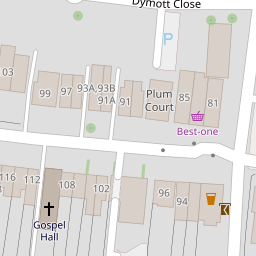 Dymott Close
P
03
99
97
93A
93B
91A
91
Plum
Court
85
81
Best-one
116
112
108
102
96
94
Gospel
Hall